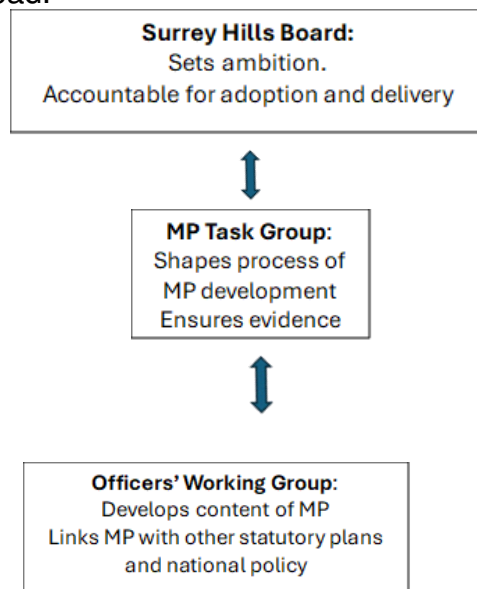 Surrey Hills Board:
Sets ambition.
Accountable for adoption and delivery
MP Task Group:
Shapes process of
MP development
Ensures evidence
Officers' Working Group:
Develops content of MP
Links MP with other statutory plans
and national policy